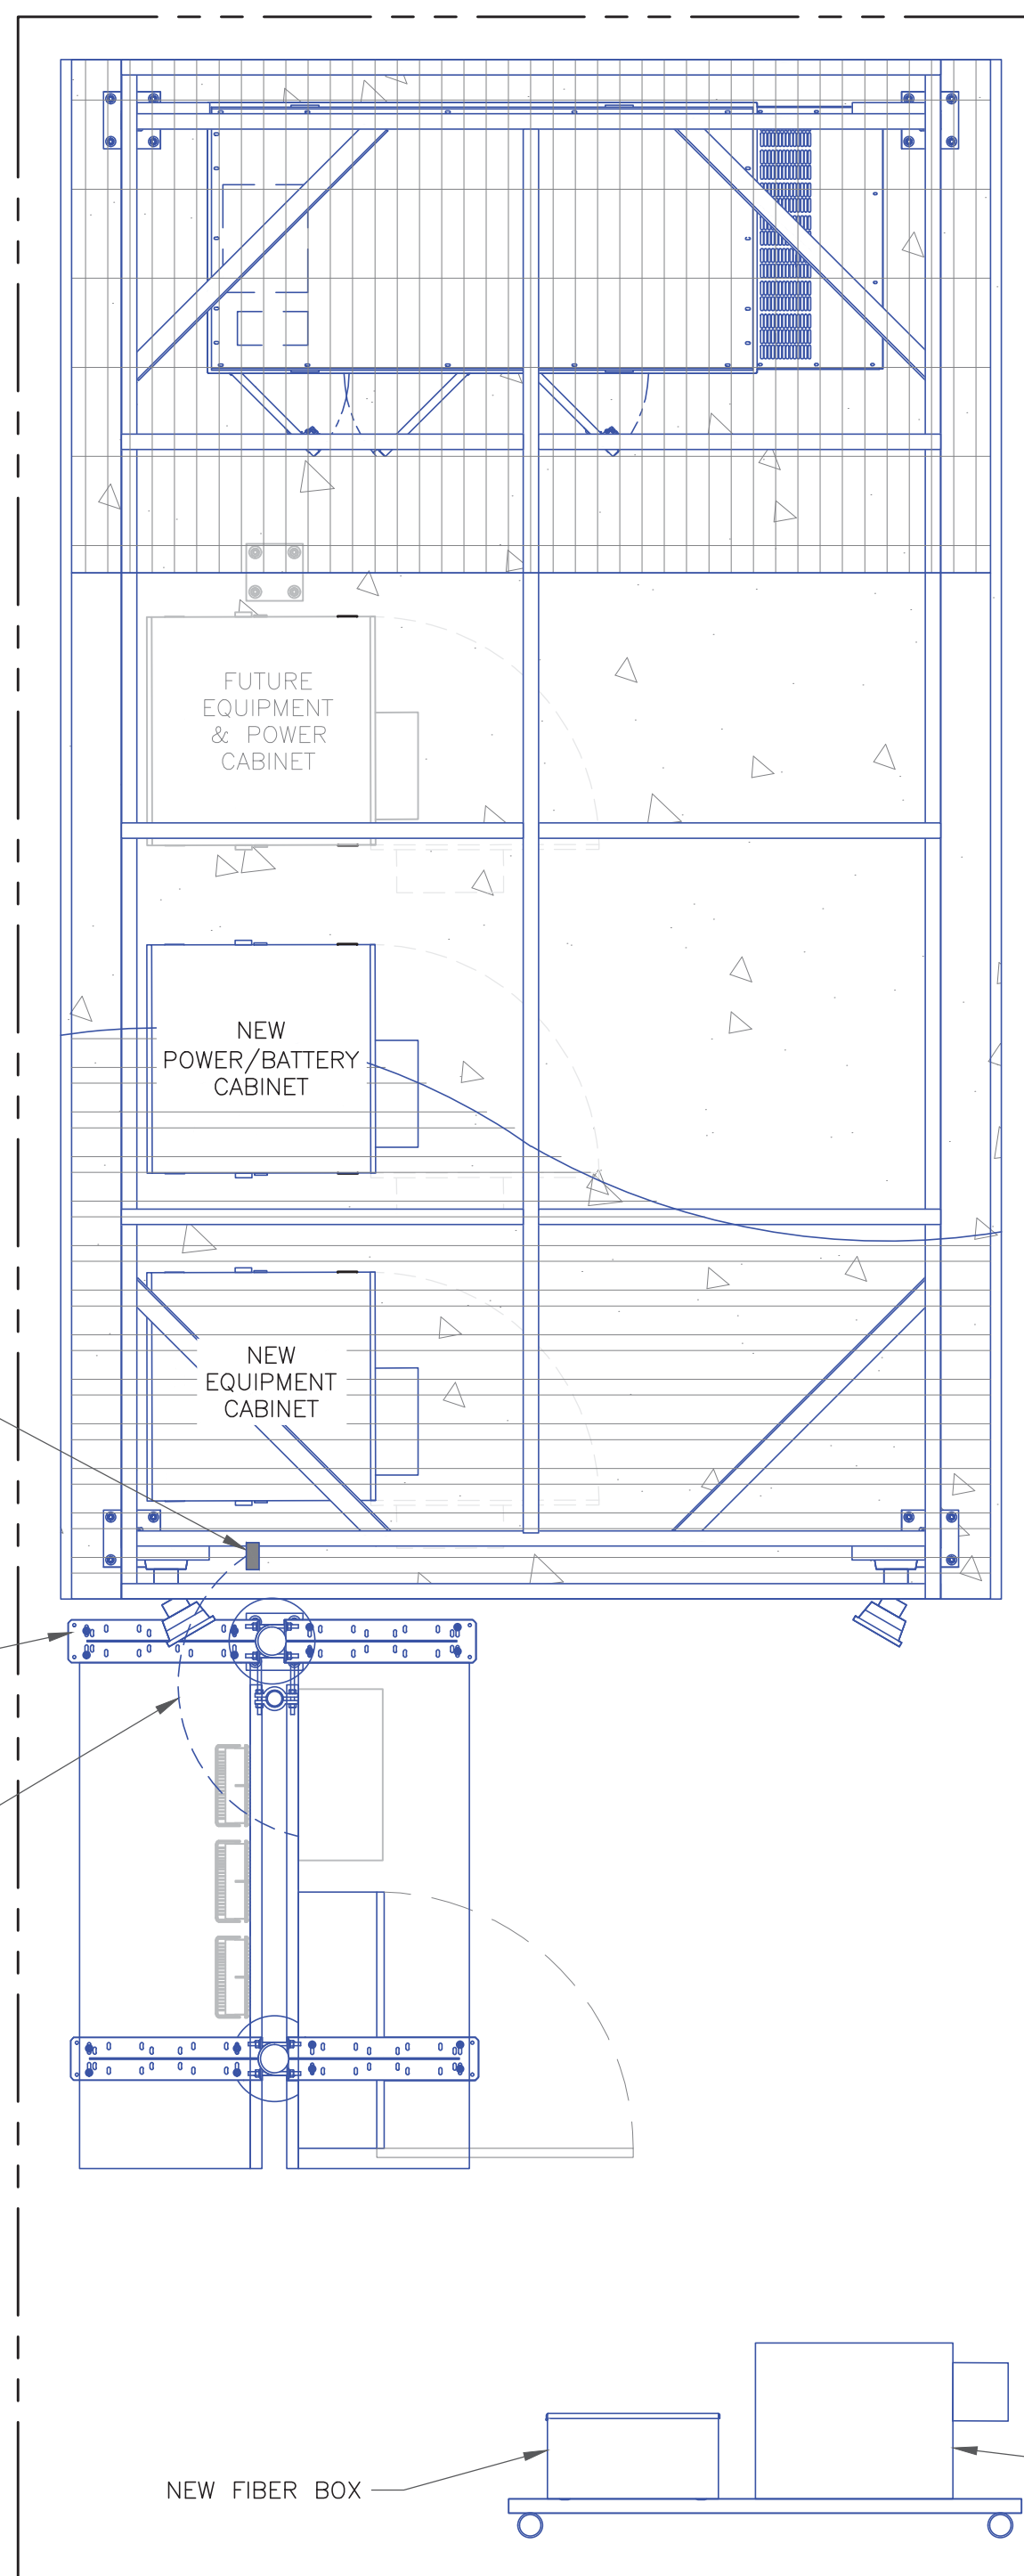 FUTURE
EQUIPMENT
& POWER
CABINET
NEW
POWER/BATTERY
CABINET
NEW
EQUIPMENT
CABINET
NEW FIBER BOX